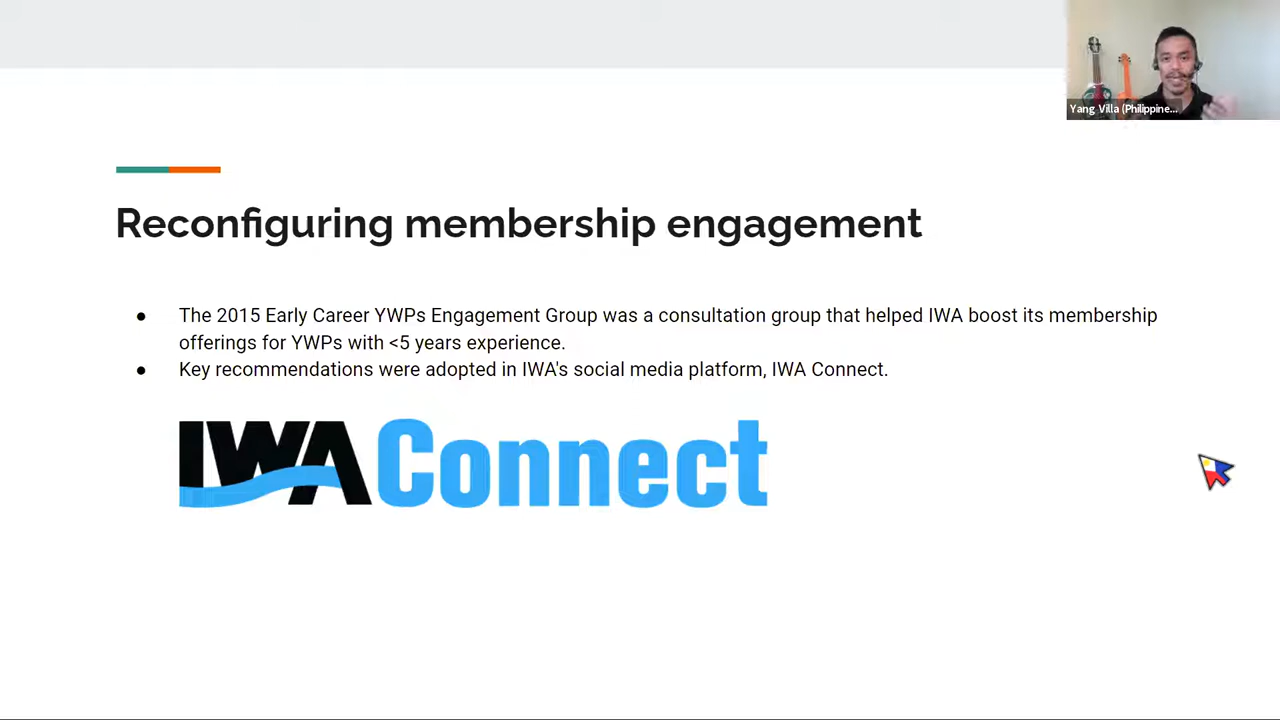 Yang Villa (Philippine...
Reconfiguring membership engagement
● The 2015 Early Career YWPs Engagement Group was a consultation group that helped IWA boost its membership
offerings for YWPs with <5 years experience.
● Key recommendations were adopted in IWA's social media platform, IWA Connect.
IWA Connect